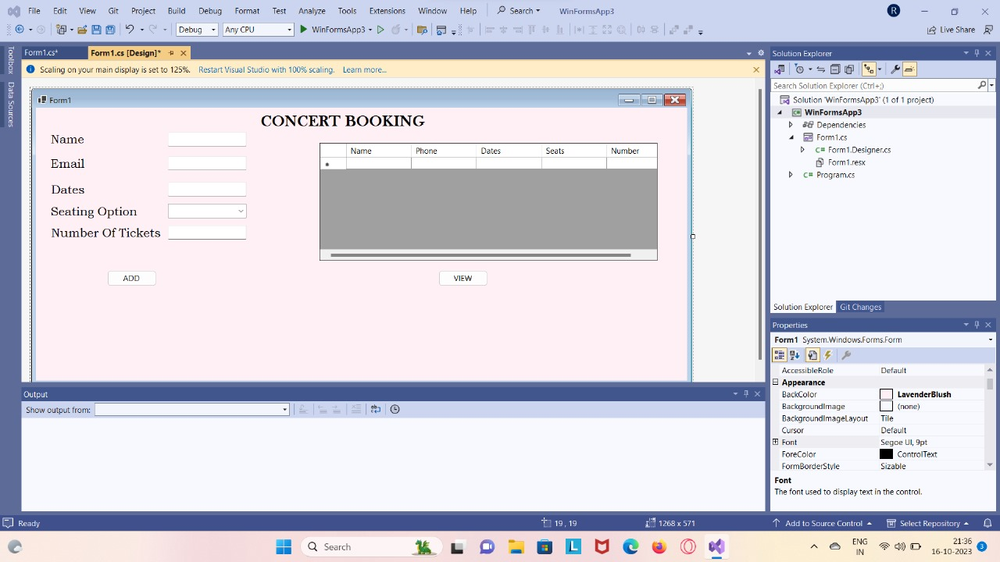 File Edit View Git Project Build Debug Format Test Analyze Tools Extensions Window Help Search WinFormsApp3 R
Debug Any CPU WinFormsApp3 Live Share
Form1.cs* Form1.cs [Design]*
Toolbox
Data Sources
Scaling on your main display is set to 125%. Restart Visual Studio with 100% scaling. Learn more...
Form1
CONCERT BOOKING
Name
Email
Dates
Seating Option
Number Of Tickets
Name Phone Dates Seats Number
ADD VIEW
Output
Show output from:
Solution Explorer
Search Solution Explorer (Ctrl+;)
Solution 'WinFormsApp3' (1 of 1 project)
WinFormsApp3
Dependencies
Form1.cs
C# Form1.Designer.cs
Form1.resx
C# Program.cs
Solution Explorer Git Changes
Properties
Form1 System.Windows.Forms.Form
AccessibleRole Default
Appearance
BackColor LavenderBlush
BackgroundImage (none)
BackgroundImageLayout Tile
Cursor Default
Font Segoe UI, 9pt
ForeColor ControlText
FormBorderStyle Sizable
Font
The font used to display text in the control.
Ready 19 , 19 1268 x 571 Add to Source Control Select Repository
Search L ENG IN 21:36 16-10-2023 3